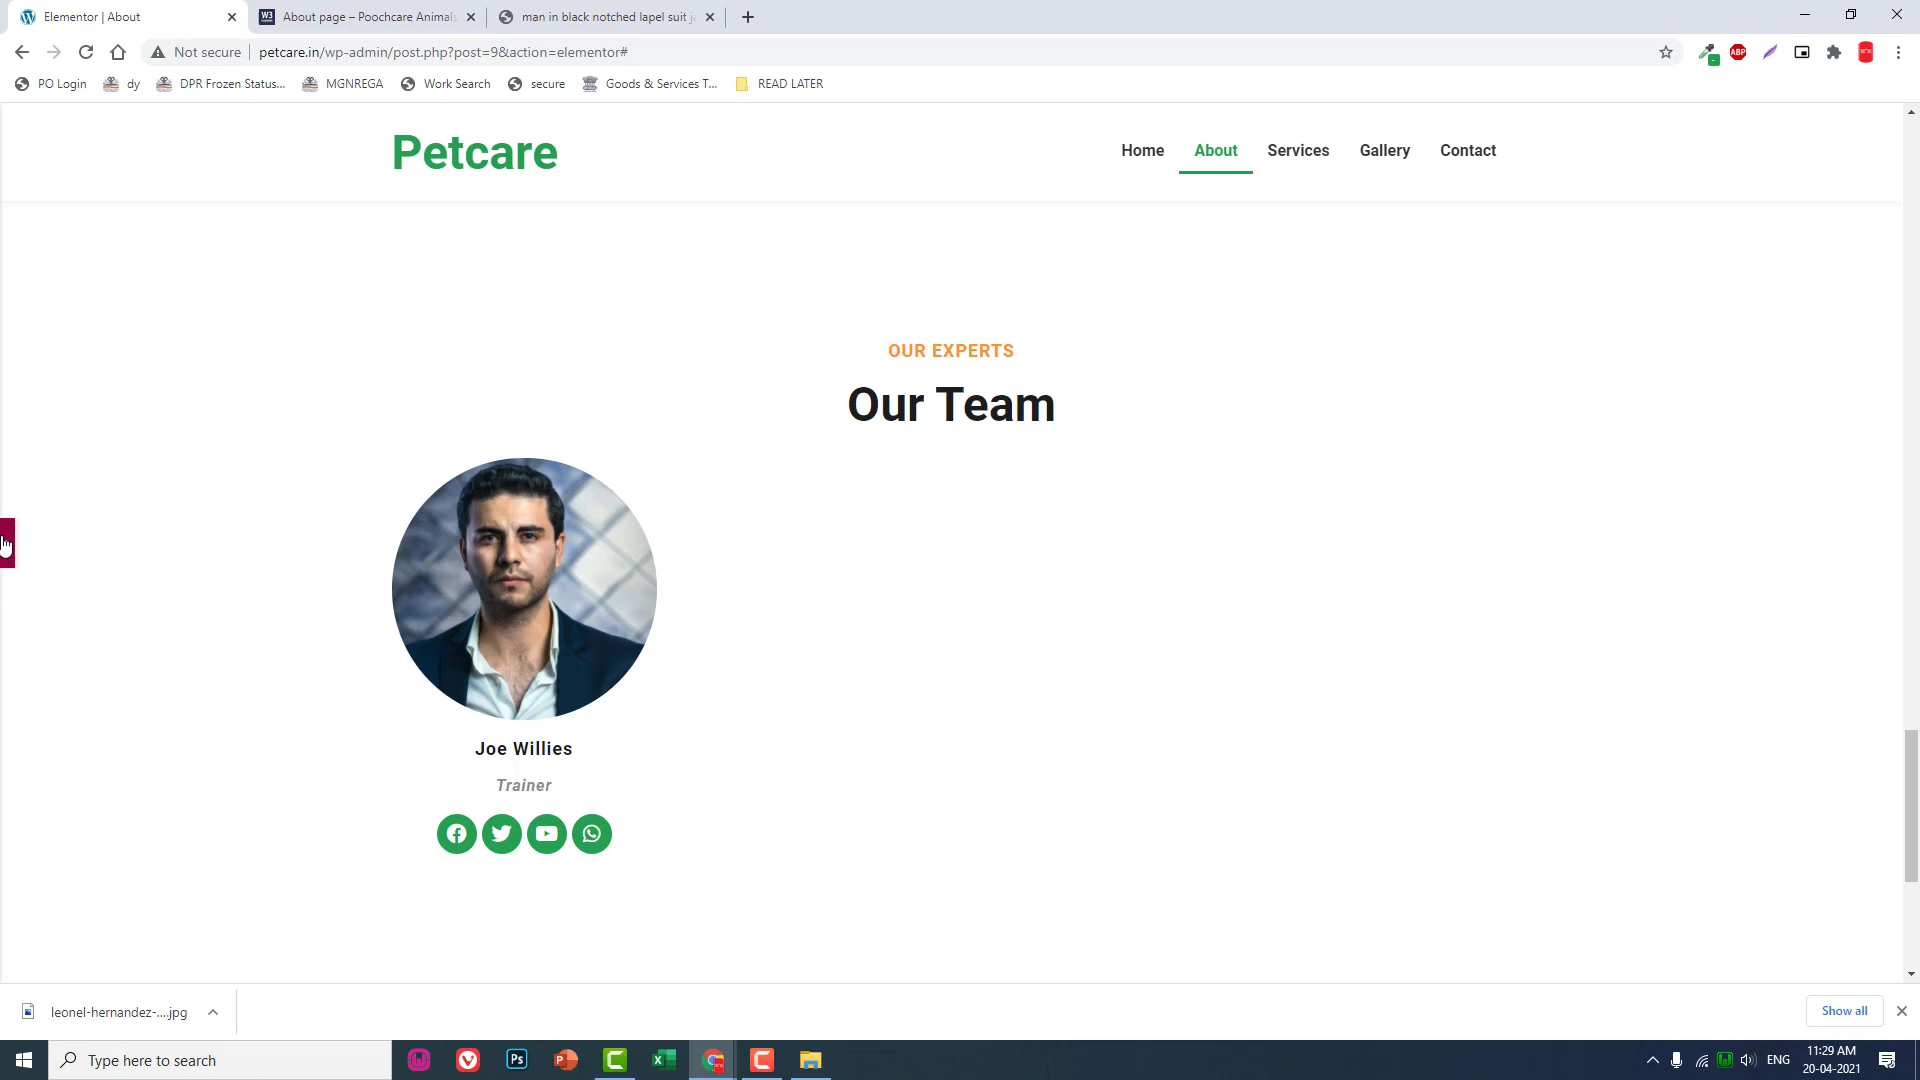 Elementor | About
About page – Poochcare Animals
man in black notched lapel suit ja
Not secure
petcare.in/wp-admin/post.php?post=9&action=elementor#
ABP
PO Login
dy
DPR Frozen Status...
MGNREGA
Work Search
secure
Goods & Services T...
READ LATER
Petcare
Home
About
Services
Gallery
Contact
OUR EXPERTS
Our Team
Joe Willies
Trainer
leonel-hernandez-....jpg
Show all
Type here to search
Ps
ENG
11:29 AM
20-04-2021